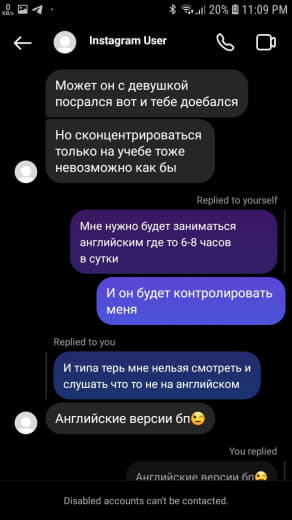 0 KB/s 20% 11:09 PM
Instagram User
Может он с девушкой
посрался вот и тебе доебался
Но сконцентрироваться
только на учебе тоже
невозможно как бы
Replied to yourself
Мне нужно будет заниматься
английским где то 6-8 часов
в сутки
И он будет контролировать
меня
Replied to you
И типа терь мне нельзя смотреть и
слушать что то не на английском
Английские версии бп😉
You replied
Английские версии бп😉
Disabled accounts can't be contacted.